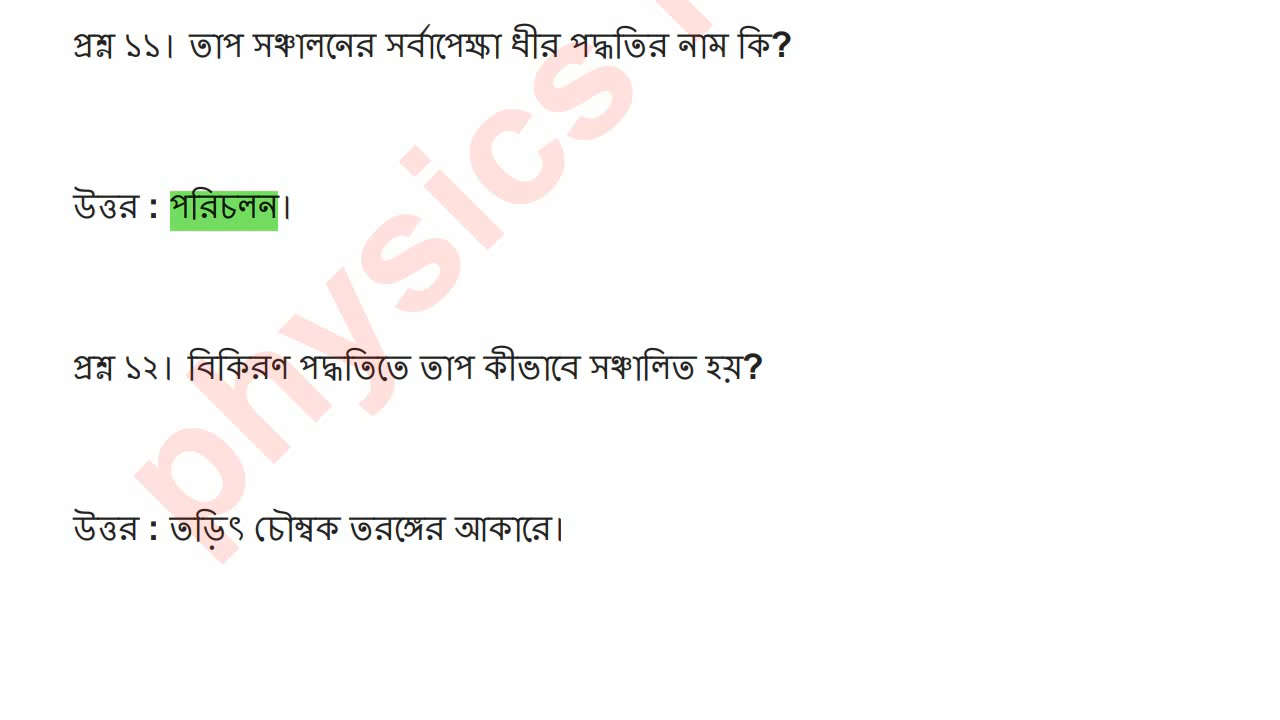 প্রশ্ন ১১। তাপ সঞ্চালনের সর্বাপেক্ষা ধীর পদ্ধতির নাম কি?
উত্তর : পরিচলন।
প্রশ্ন ১২। বিকিরণ পদ্ধতিতে তাপ কীভাবে সঞ্চালিত হয়?
উত্তর : তড়িৎ চৌম্বক তরঙ্গের আকারে।
physics